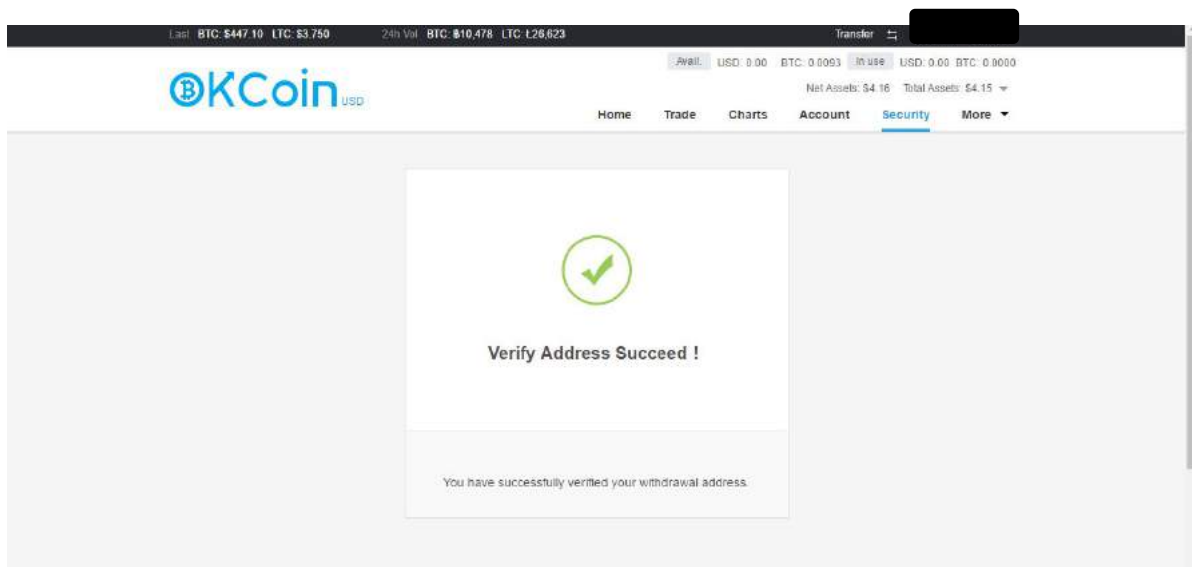 Last BTC: $447.10 LTC: $3.750 24h Vol BTC: ฿10,478 LTC: Ł26,623 Transfer
Avail. USD: 0.00 BTC: 0.0093 In use USD: 0.00 BTC: 0.0000
OKCoin USD
Net Assets: $4.16 Total Assets: $4.15
Home Trade Charts Account Security More
Verify Address Succeed !
You have successfully verified your withdrawal address.